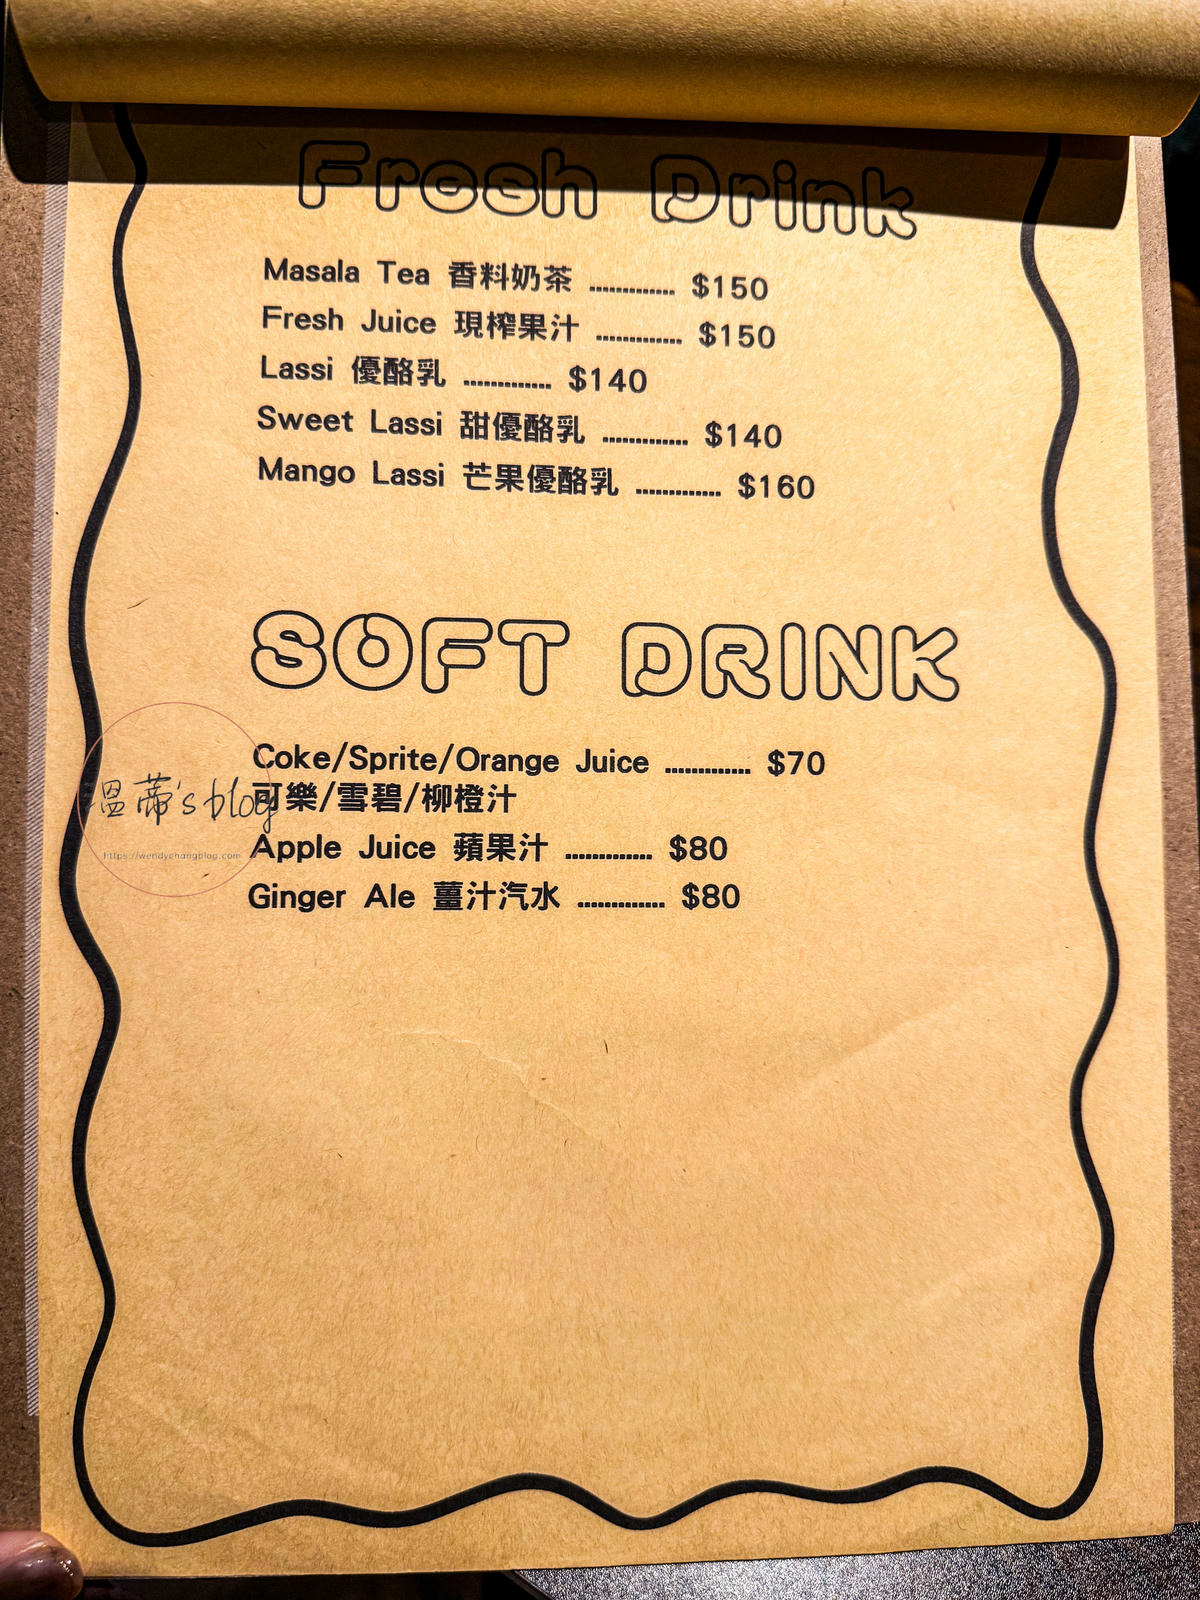 Fresh Drink
Masala Tea 香料奶茶 ............. $150
Fresh Juice 現榨果汁 ............. $150
Lassi 優酪乳 ............. $140
Sweet Lassi 甜優酪乳 ............. $140
Mango Lassi 芒果優酪乳 ............. $160
SOFT DRINK
Coke/Sprite/Orange Juice ............. $70
可樂/雪碧/柳橙汁
Apple Juice 蘋果汁 ............. $80
Ginger Ale 薑汁汽水 ............. $80
溫蒂's blog
https://wendychangblog.com